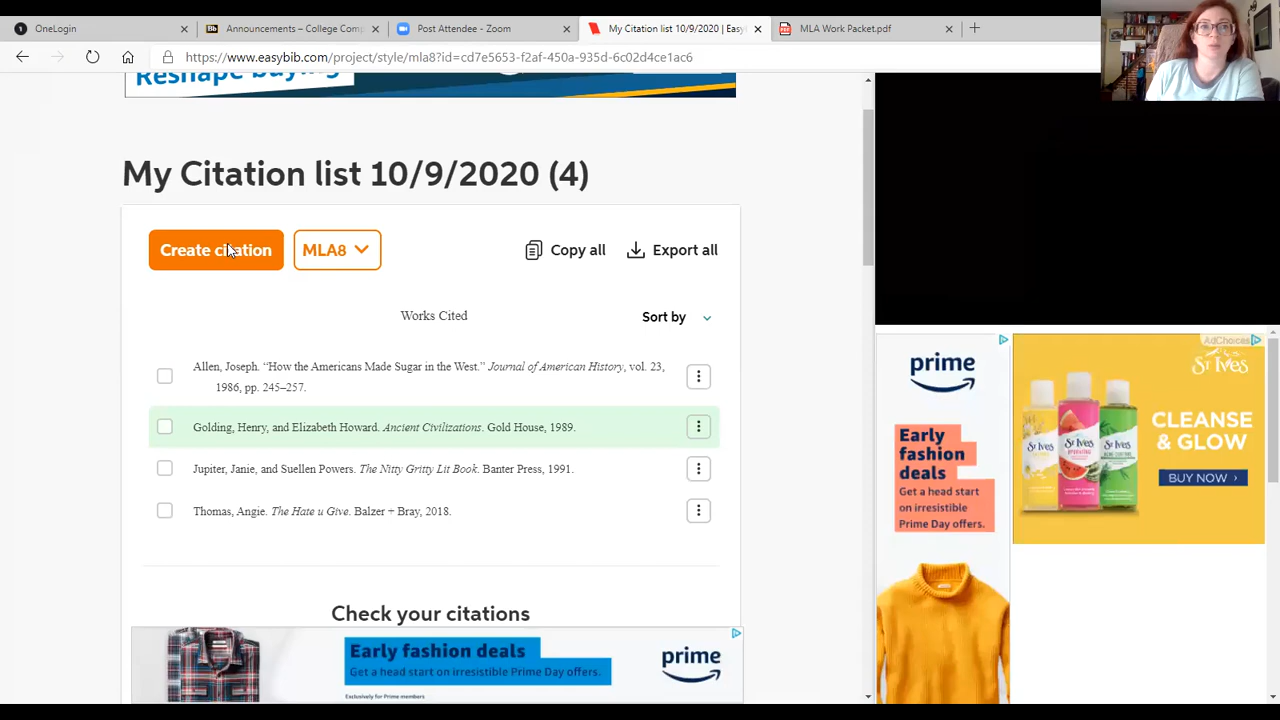 OneLogin
Announcements – College Comp
Post Attendee - Zoom
My Citation list 10/9/2020 | Easy
MLA Work Packet.pdf
https://www.easybib.com/project/style/mla8?id=cd7e5653-f2af-450a-935d-6c02d4ce1ac6
Reshape buying
My Citation list 10/9/2020 (4)
Create citation
MLA8
Copy all
Export all
Works Cited
Sort by
Allen, Joseph. “How the Americans Made Sugar in the West.” Journal of American History, vol. 23,
1986, pp. 245–257.
Golding, Henry, and Elizabeth Howard. Ancient Civilizations. Gold House, 1989.
Jupiter, Janie, and Suellen Powers. The Nitty Gritty Lit Book. Banter Press, 1991.
Thomas, Angie. The Hate u Give. Balzer + Bray, 2018.
Check your citations
Early fashion deals
Get a head start on irresistible Prime Day offers.
Exclusively for Prime members
prime
prime
Early
fashion
deals
Get a head start
on irresistible
Prime Day offers.
AdChoices
St Ives
CLEANSE
& GLOW
BUY NOW